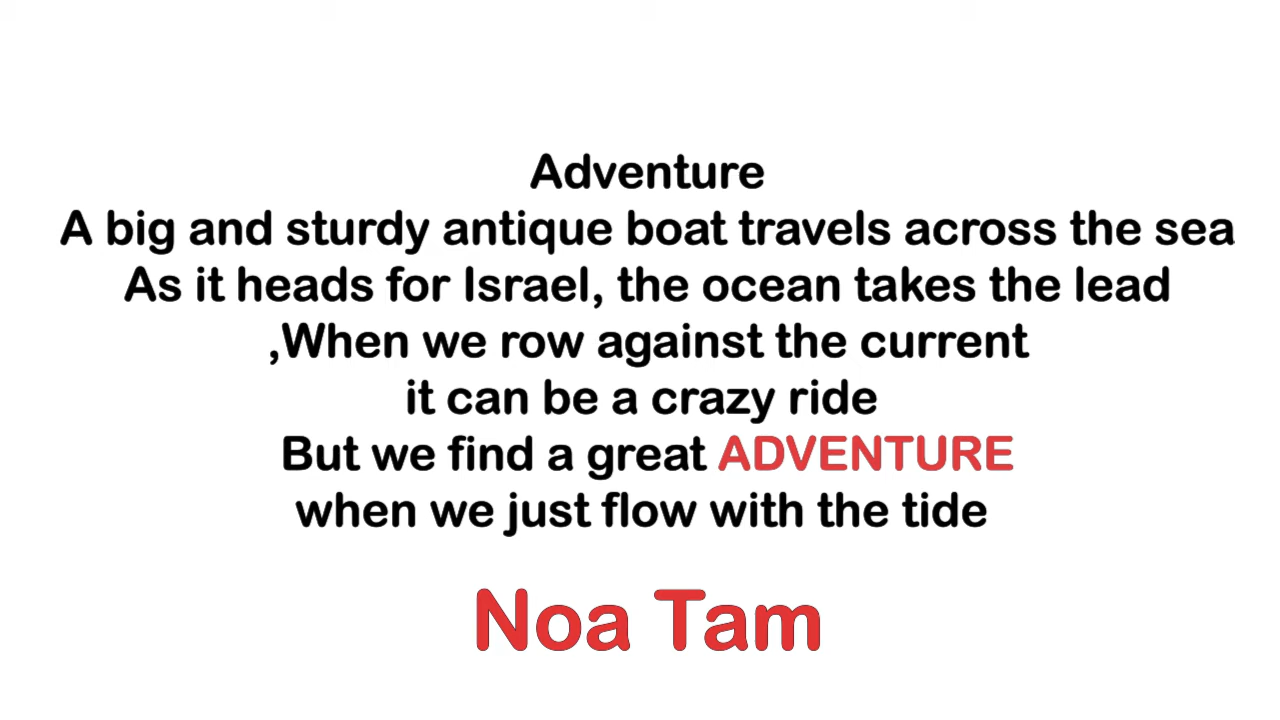 Adventure
A big and sturdy antique boat travels across the sea
As it heads for Israel, the ocean takes the lead
,When we row against the current
it can be a crazy ride
But we find a great ADVENTURE
when we just flow with the tide
Noa Tam